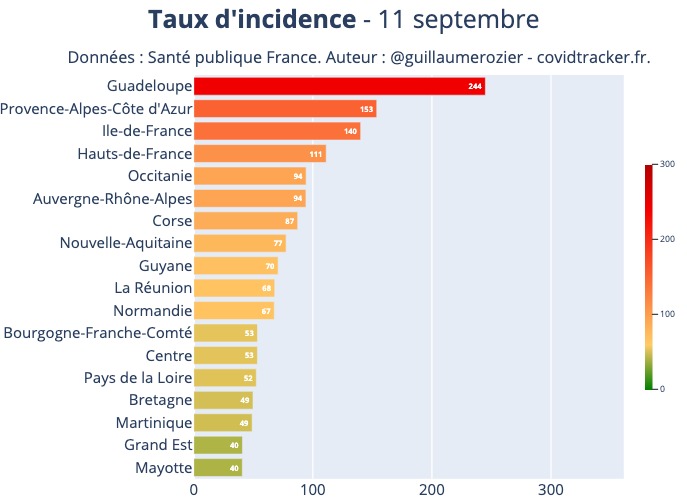 Taux d'incidence - 11 septembre
Données : Santé publique France. Auteur : @guillaumerozier - covidtracker.fr.
Guadeloupe 244
Provence-Alpes-Côte d'Azur 153
Ile-de-France 140
Hauts-de-France 111
Occitanie 94
Auvergne-Rhône-Alpes 94
Corse 87
Nouvelle-Aquitaine 77
Guyane 70
La Réunion 68
Normandie 67
Bourgogne-Franche-Comté 53
Centre 53
Pays de la Loire 52
Bretagne 49
Martinique 49
Grand Est 40
Mayotte 40
0 100 200 300
300
200
100
0